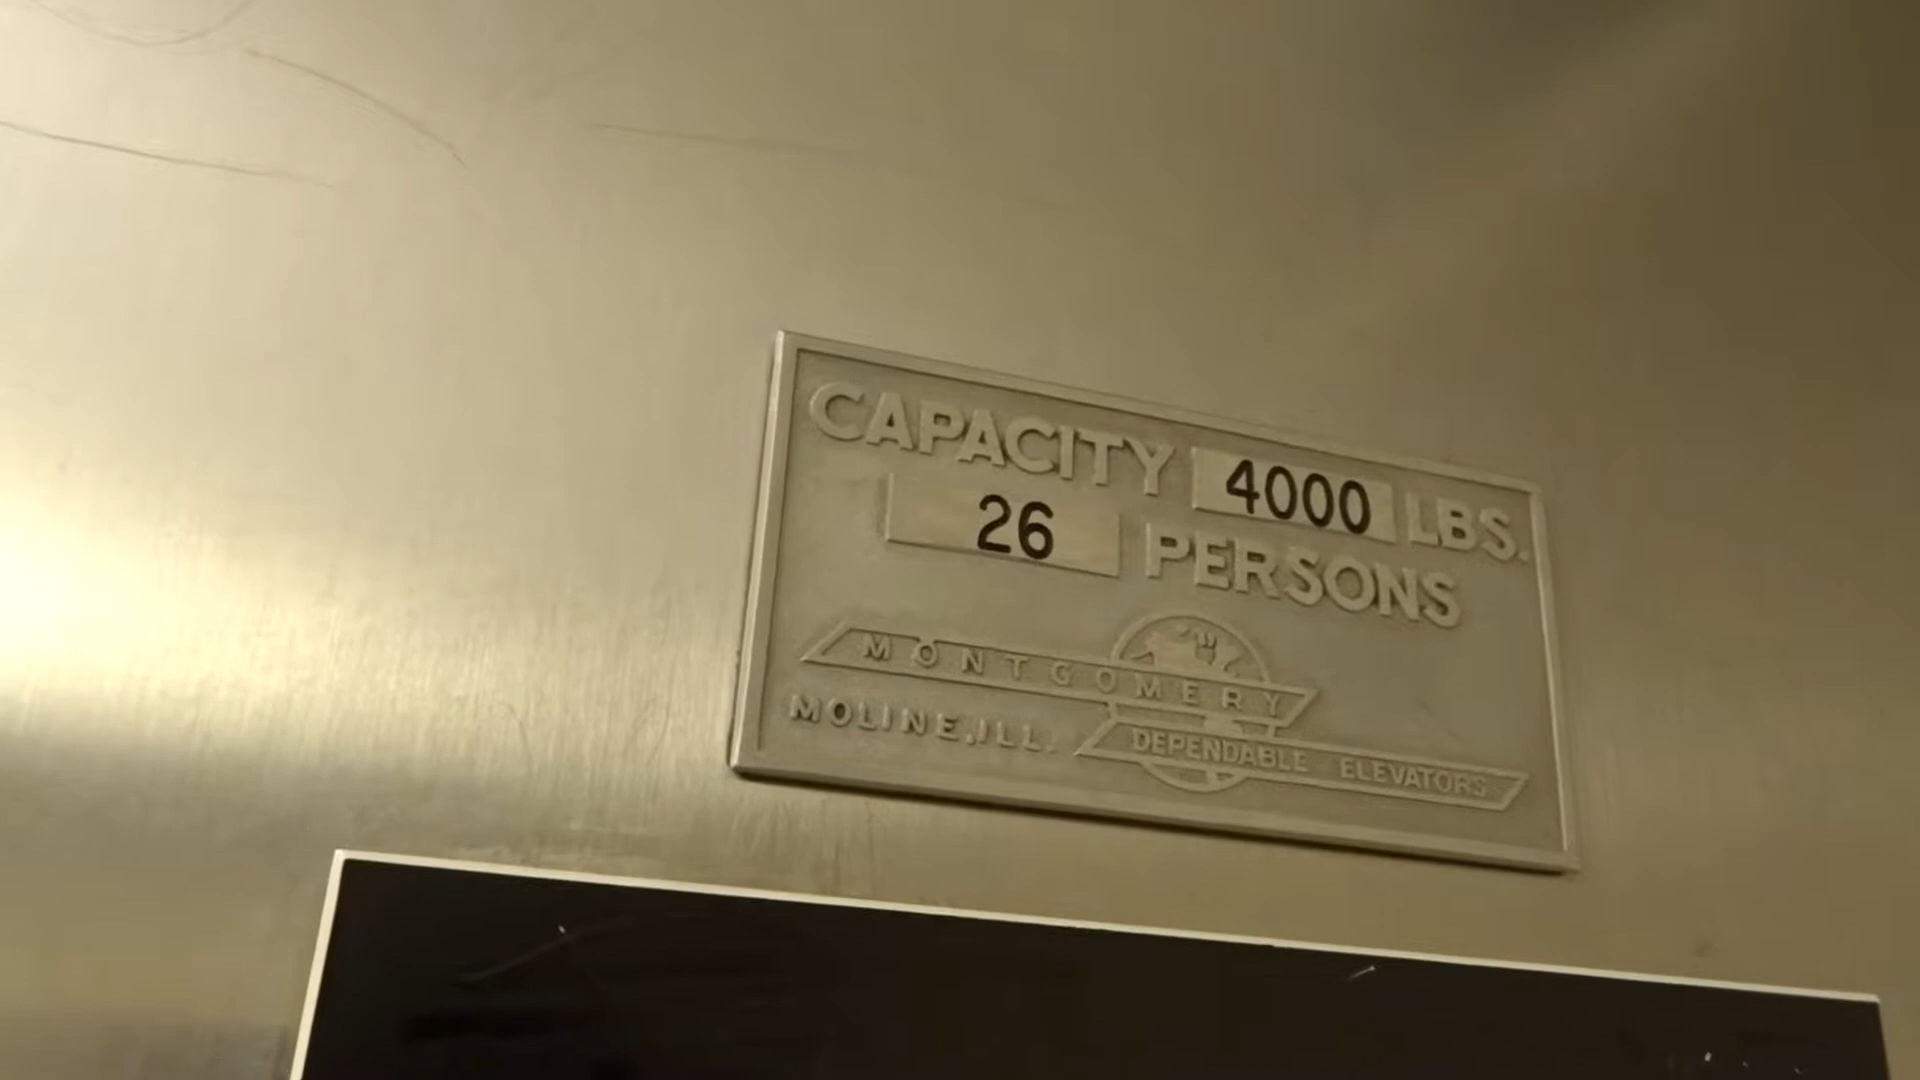 CAPACITY 4000 LBS.
26 PERSONS
MONTGOMERY
MOLINE, ILL.
DEPENDABLE ELEVATORS